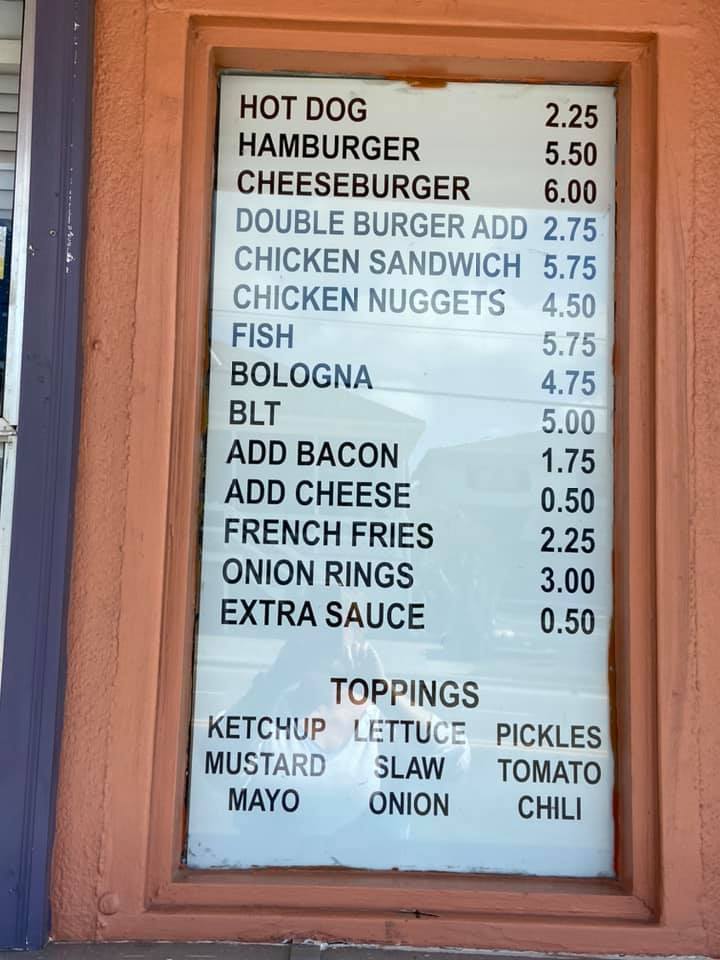 HOT DOG 2.25
HAMBURGER 5.50
CHEESEBURGER 6.00
DOUBLE BURGER ADD 2.75
CHICKEN SANDWICH 5.75
CHICKEN NUGGETS 4.50
FISH 5.75
BOLOGNA 4.75
BLT 5.00
ADD BACON 1.75
ADD CHEESE 0.50
FRENCH FRIES 2.25
ONION RINGS 3.00
EXTRA SAUCE 0.50
TOPPINGS
KETCHUP LETTUCE PICKLES
MUSTARD SLAW TOMATO
MAYO ONION CHILI